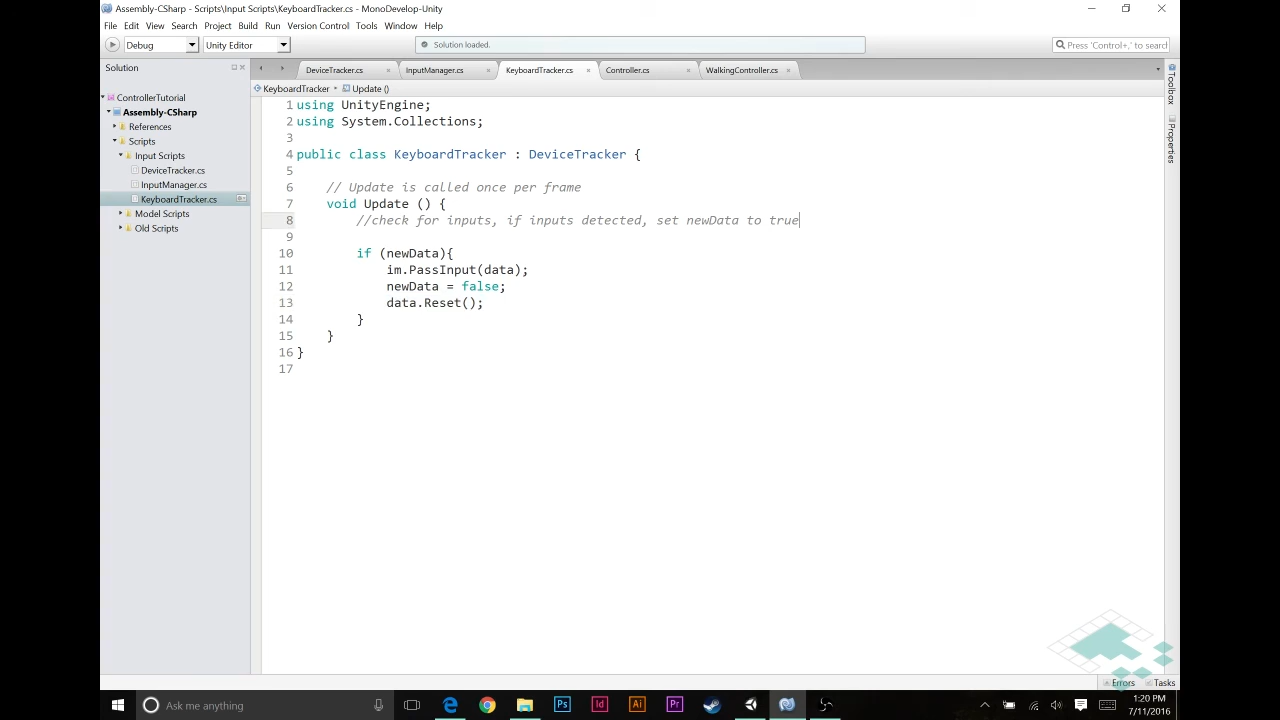 Assembly-CSharp - Scripts\Input Scripts\KeyboardTracker.cs* - MonoDevelop-Unity
File Edit View Search Project Build Run Version Control Tools Window Help
Debug Unity Editor Solution loaded. Press 'Control+,' to search
Solution
DeviceTracker.cs InputManager.cs KeyboardTracker.cs Controller.cs WalkingController.cs
KeyboardTracker Update ()
ControllerTutorial
Assembly-CSharp
References
Scripts
Input Scripts
DeviceTracker.cs
InputManager.cs
KeyboardTracker.cs
Model Scripts
Old Scripts
1 using UnityEngine;
2 using System.Collections;
3
4 public class KeyboardTracker : DeviceTracker {
5
6 // Update is called once per frame
7 void Update () {
8 //check for inputs, if inputs detected, set newData to true
9
10 if (newData){
11 im.PassInput(data);
12 newData = false;
13 data.Reset();
14 }
15 }
16 }
17
Toolbox
Properties
Errors Tasks
Ask me anything
Ps Id Ai Pr
1:20 PM
7/11/2016